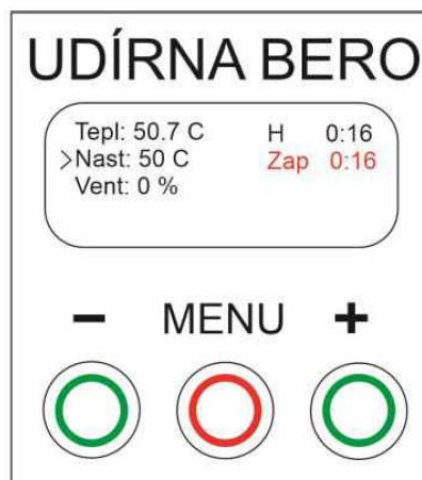 UDÍRNA BERO
Tepl: 50.7 C H 0:16
>Nast: 50 C Zap 0:16
Vent: 0 %
− MENU +